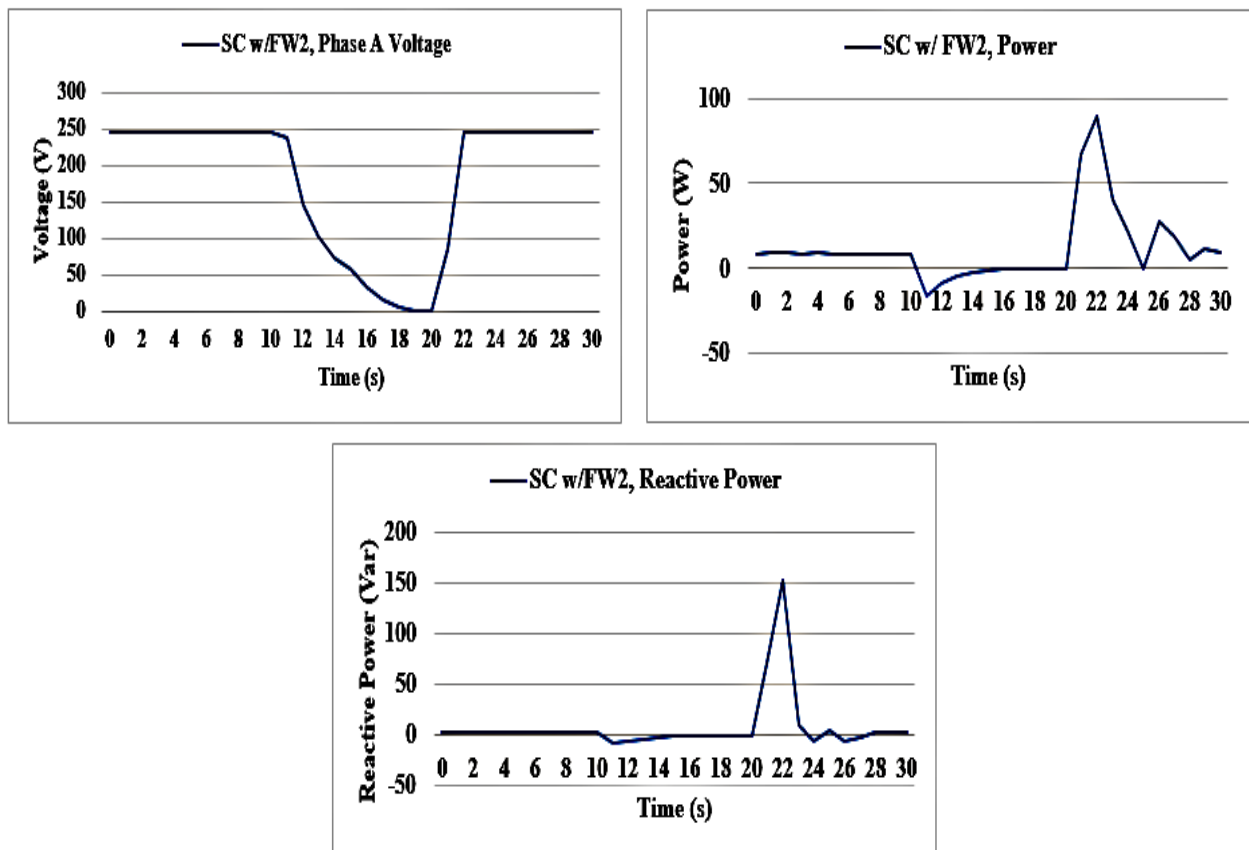 SC w/FW2, Phase A Voltage
300
250
200
150
100
50
0
Voltage (V)
0 2 4 6 8 10 12 14 16 18 20 22 24 26 28 30
Time (s)
SC w/ FW2, Power
100
50
0
-50
Power (W)
0 2 4 6 8 10 12 14 16 18 20 22 24 26 28 30
Time (s)
SC w/FW2, Reactive Power
200
150
100
50
0
-50
Reactive Power (Var)
0 2 4 6 8 10 12 14 16 18 20 22 24 26 28 30
Time (s)